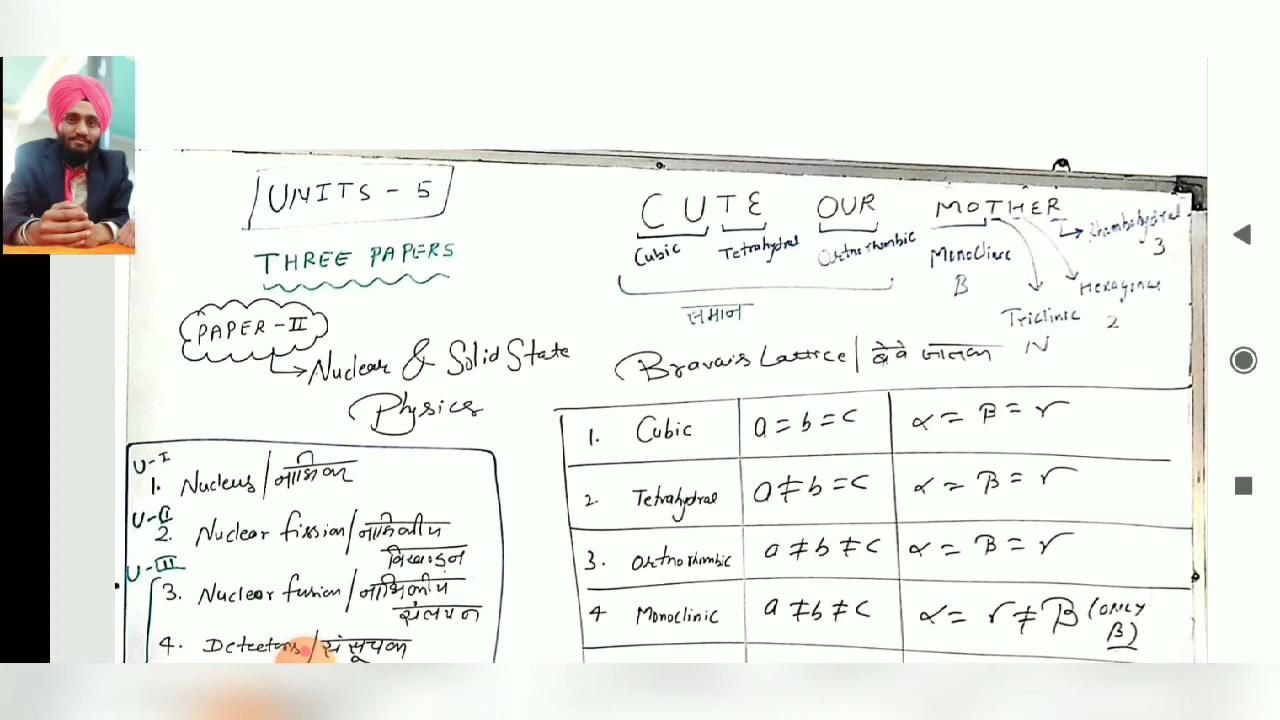 UNITS - 5
THREE PAPERS
PAPER - II
Nuclear & Solid State
Physics
U-I
1. Nucleus / नाभिक
U-II
2. Nuclear fission / नाभिकीय
विखण्डन
U-III
3. Nuclear fusion / नाभिकीय
संलयन
4. Detectors / संसूचक
CUTE OUR MOTHER
Cubic Tetrahydral Orthorhombic Monoclinic Rhombohydral
B 3
Triclinic Hexagonal
N 2
समान
Bravais Lattice /
1. Cubic a = b = c α = β = γ
2. Tetrahydral a ≠ b = c α = β = γ
3. Orthorhombic a ≠ b ≠ c α = β = γ
4 Monoclinic a ≠ b ≠ c α = γ ≠ β (ONLY
β)